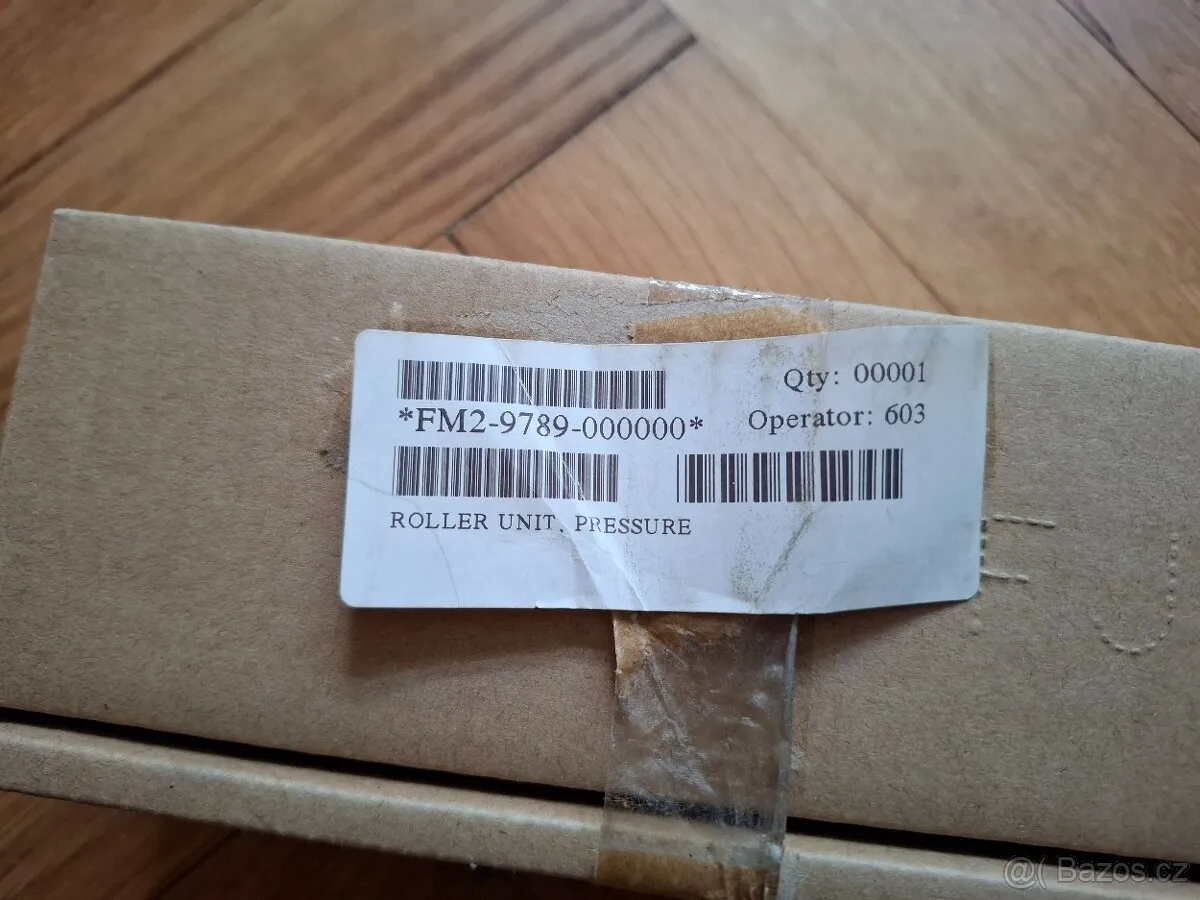 Qty: 00001
*FM2-9789-000000*
Operator: 603
ROLLER UNIT, PRESSURE
@( Bazos.cz